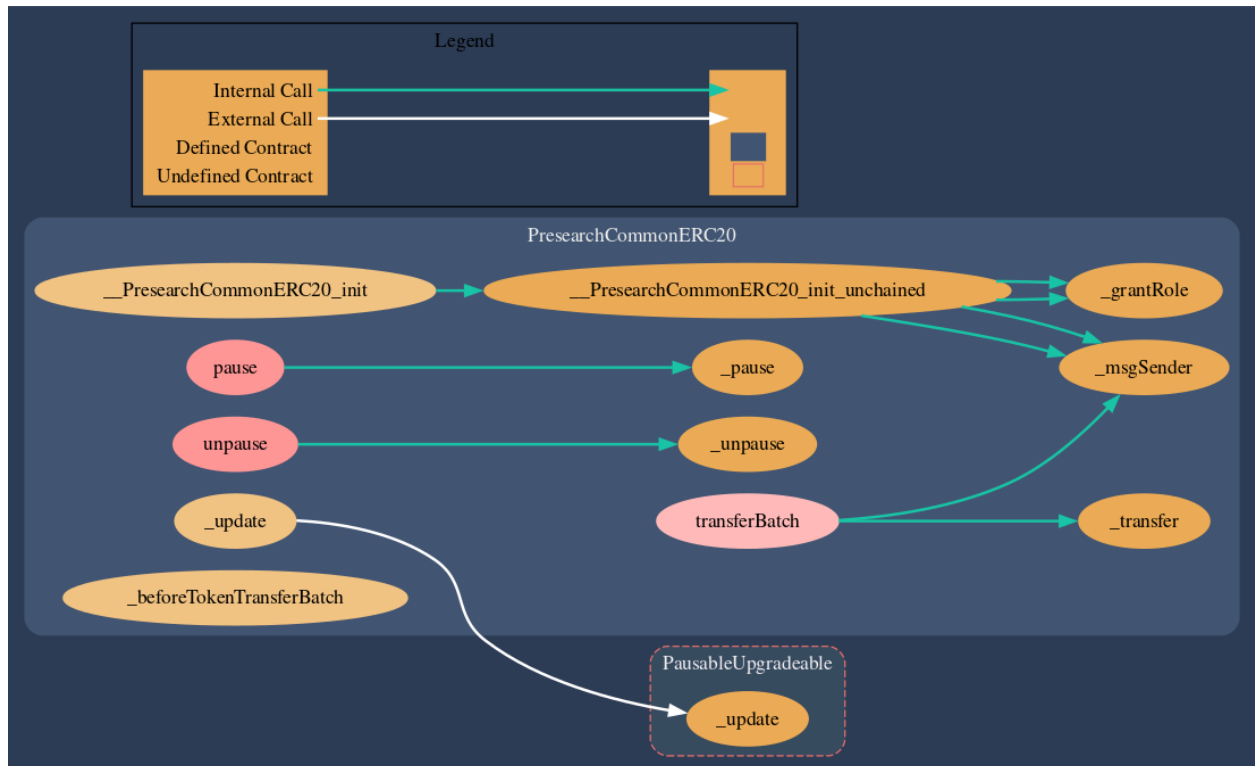 Legend
Internal Call
External Call
Defined Contract
Undefined Contract
PresearchCommonERC20
__PresearchCommonERC20_init
__PresearchCommonERC20_init_unchained
_grantRole
pause
_pause
_msgSender
unpause
_unpause
_update
transferBatch
_transfer
_beforeTokenTransferBatch
PausableUpgradeable
_update